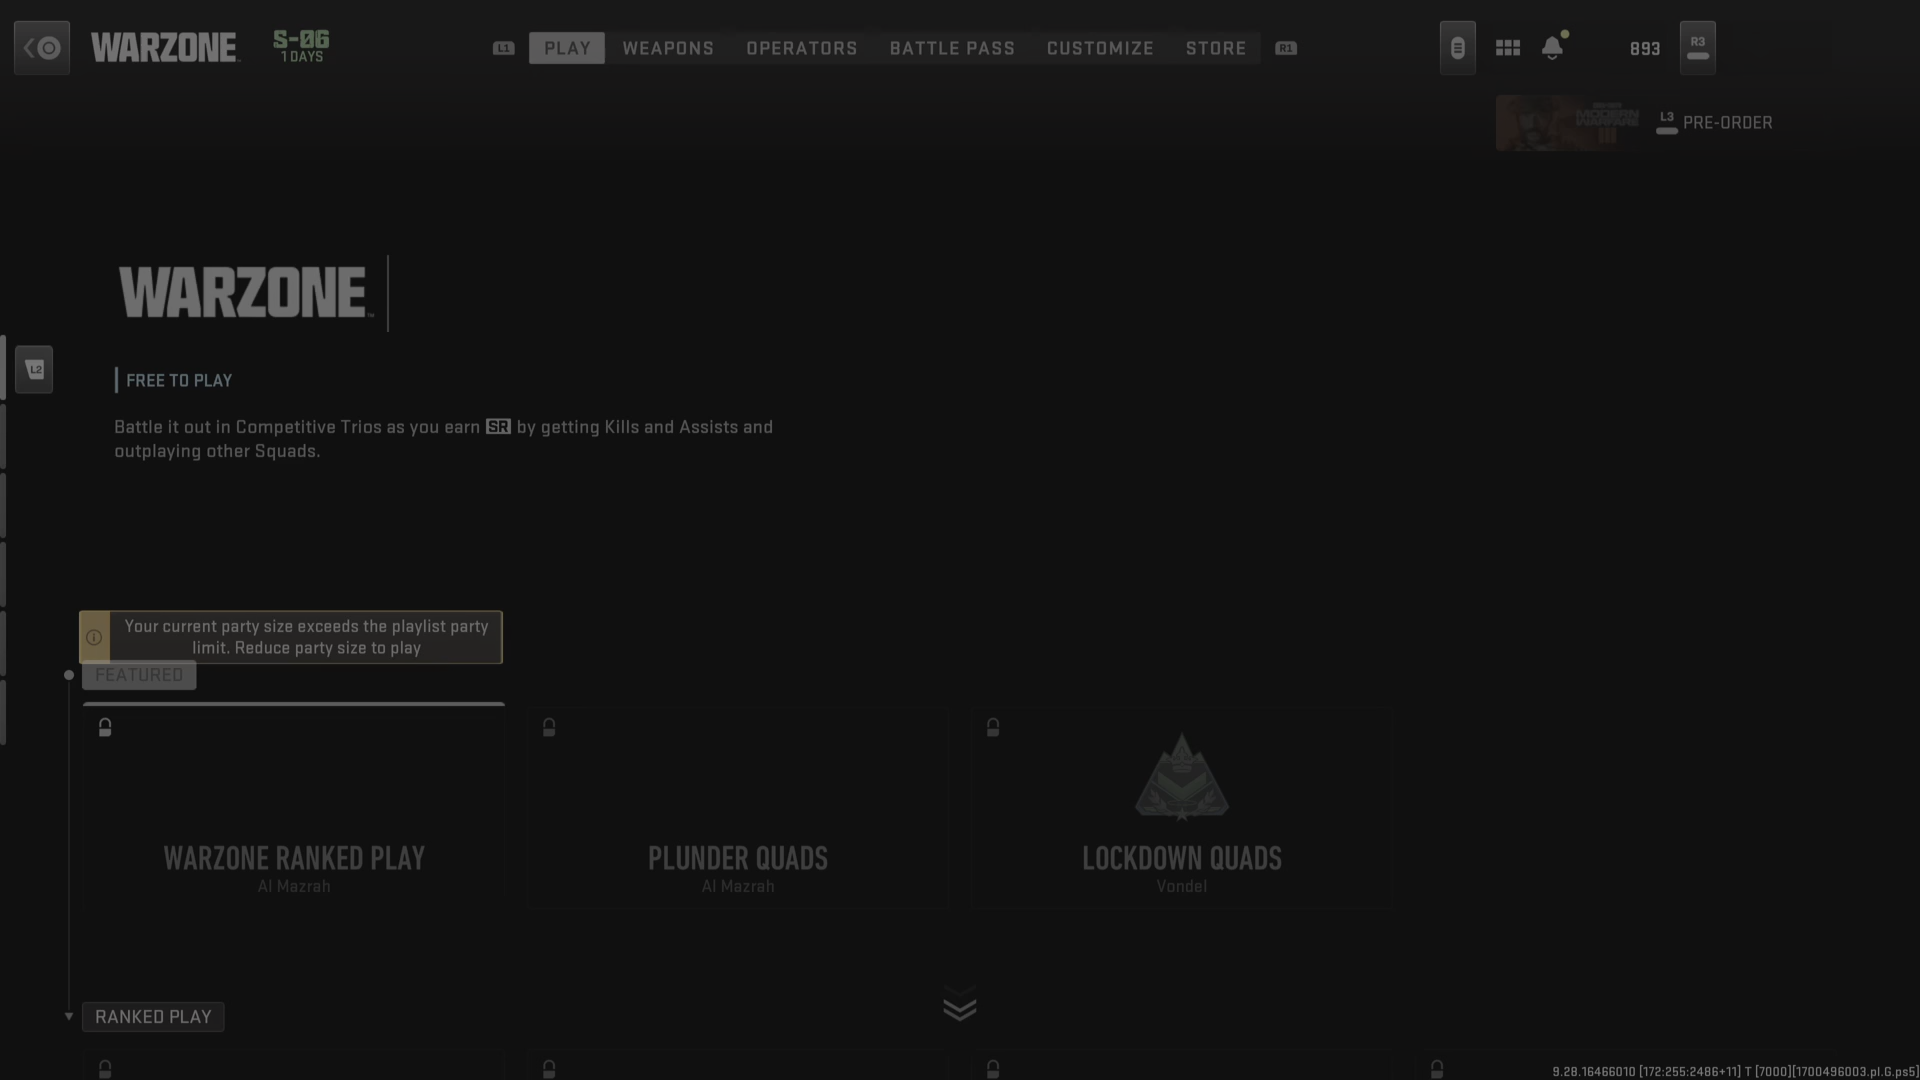 WARZONE
S-06
1 DAYS
L1
PLAY
WEAPONS
OPERATORS
BATTLE PASS
CUSTOMIZE
STORE
R1
893
R3
MODERN
WARFARE
III
L3
PRE-ORDER
WARZONE
L2
FREE TO PLAY
Battle it out in Competitive Trios as you earn SR by getting Kills and Assists and
outplaying other Squads.
Your current party size exceeds the playlist party
limit. Reduce party size to play
FEATURED
WARZONE RANKED PLAY
Al Mazrah
PLUNDER QUADS
Al Mazrah
LOCKDOWN QUADS
Vondel
RANKED PLAY
9.28.16466010 [172:255:2486+11] T [7000][1700496003.pl.G.ps5]